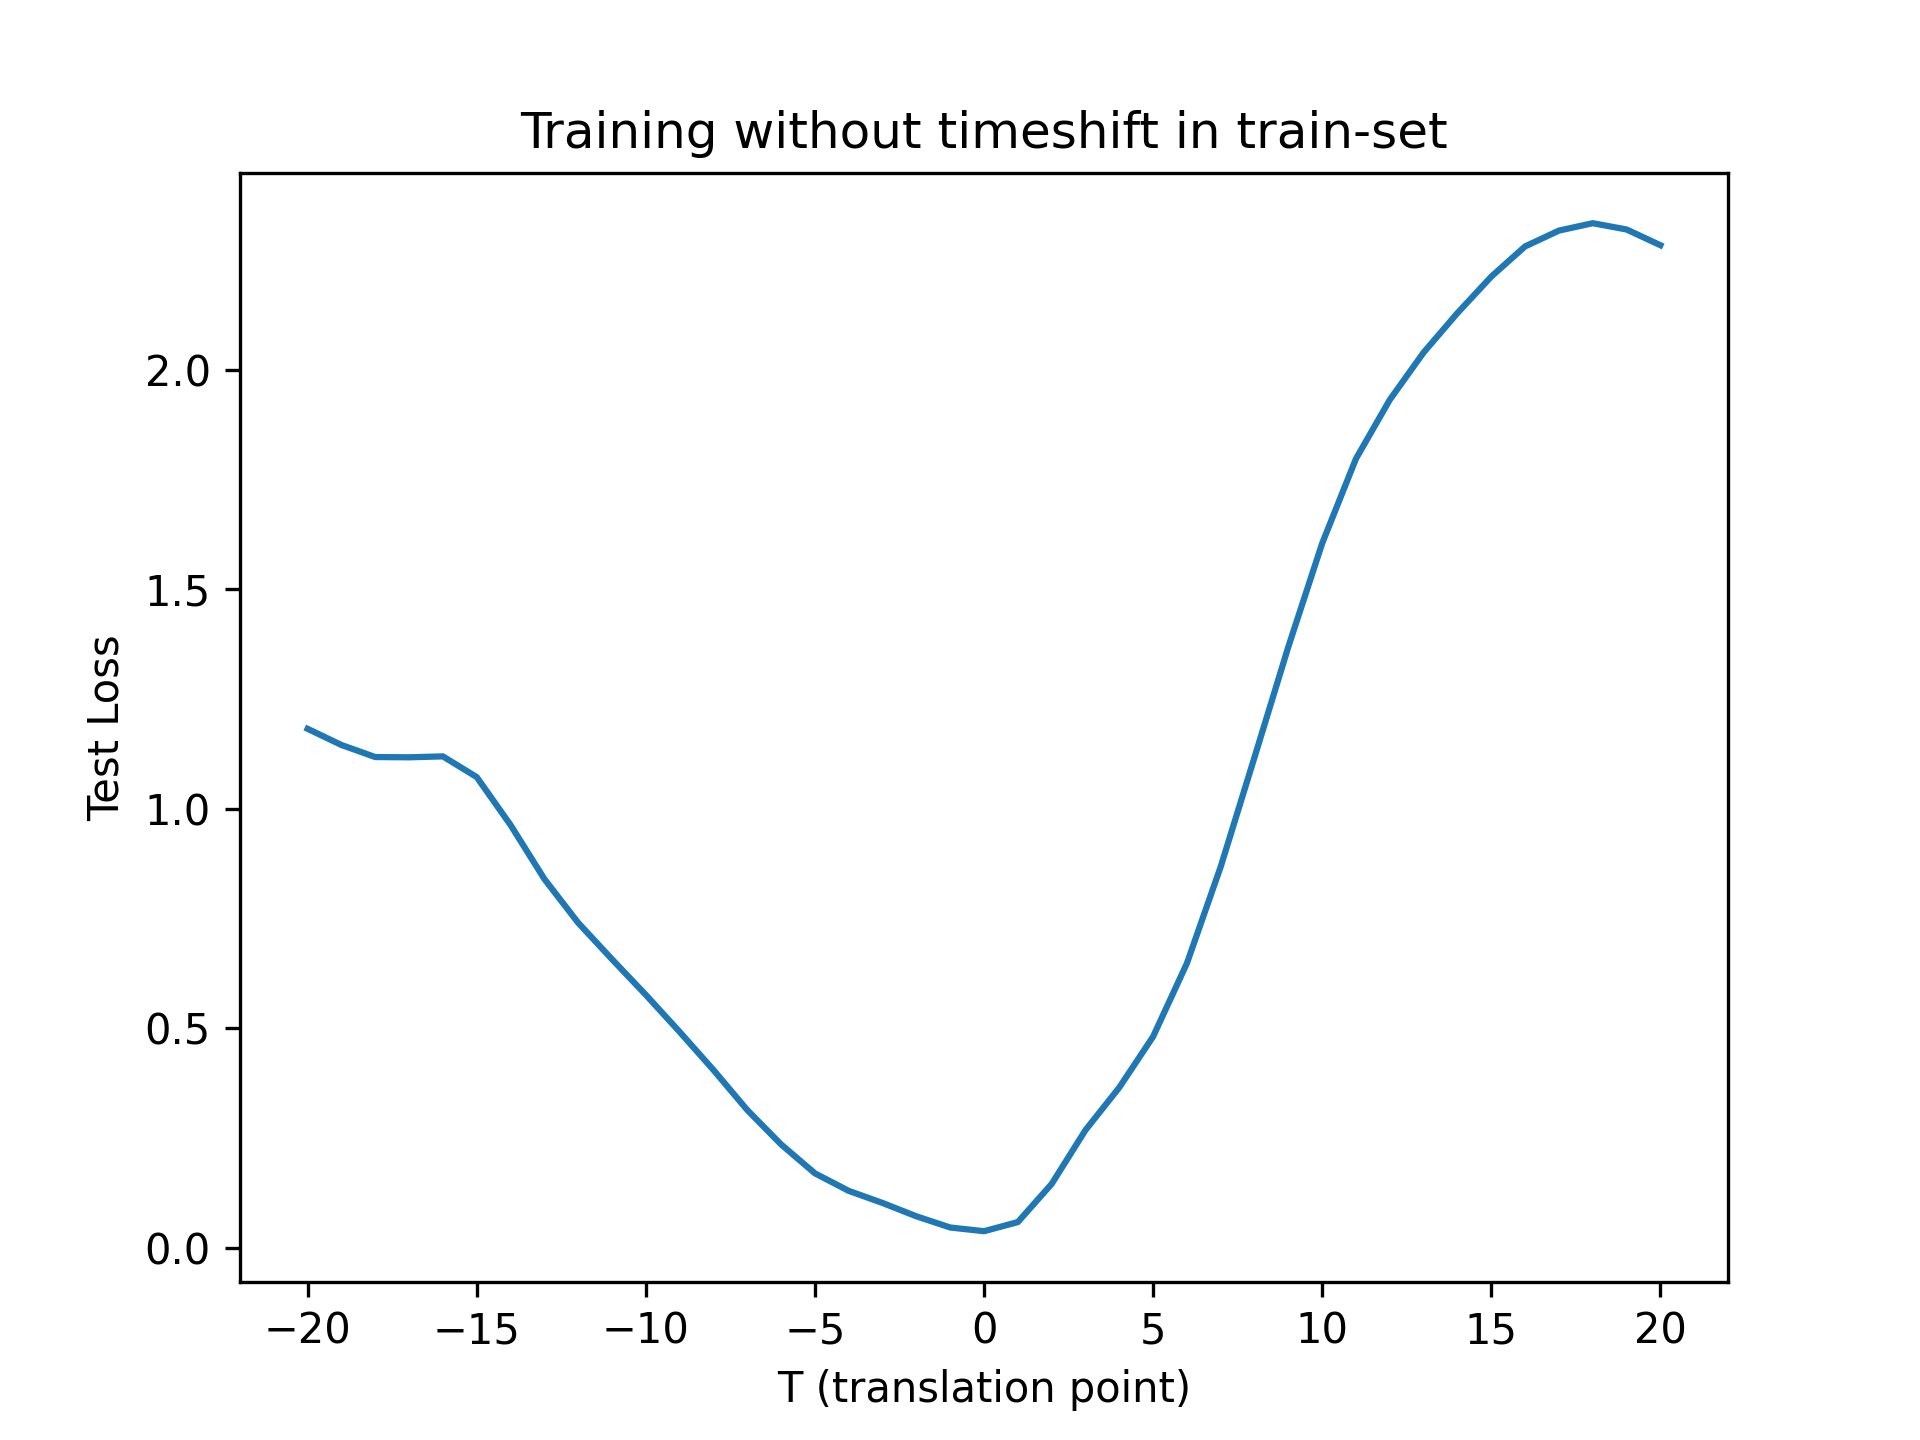 Training without timeshift in train-set
Test Loss
2.0
1.5
1.0
0.5
0.0
−20 −15 −10 −5 0 5 10 15 20
T (translation point)